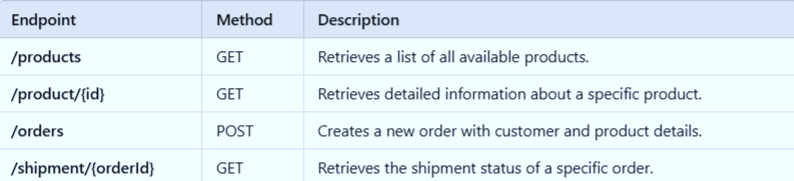 Endpoint Method Description
/products GET Retrieves a list of all available products.
/product/{id} GET Retrieves detailed information about a specific product.
/orders POST Creates a new order with customer and product details.
/shipment/{orderId} GET Retrieves the shipment status of a specific order.